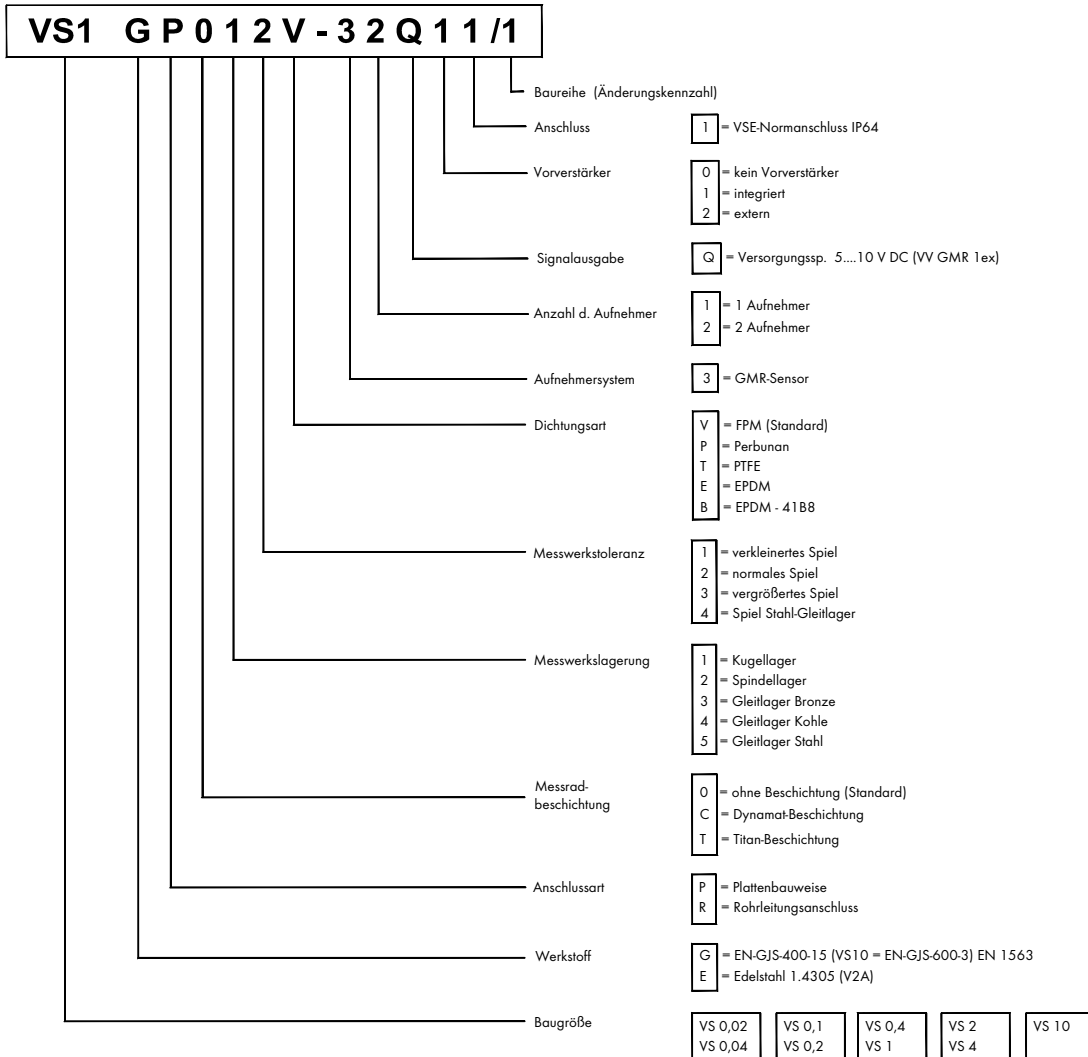 VS1 G P 0 1 2 V - 3 2 Q 1 1 /1
Baureihe (Änderungskennzahl)
Anschluss
1 = VSE-Normanschluss IP64
Vorverstärker
0 = kein Vorverstärker
1 = integriert
2 = extern
Signalausgabe
Q = Versorgungssp. 5....10 V DC (VV GMR 1ex)
Anzahl d. Aufnehmer
1 = 1 Aufnehmer
2 = 2 Aufnehmer
Aufnehmersystem
3 = GMR-Sensor
Dichtungsart
V = FPM (Standard)
P = Perbunan
T = PTFE
E = EPDM
B = EPDM - 41B8
Messwerkstoleranz
1 = verkleinertes Spiel
2 = normales Spiel
3 = vergrößertes Spiel
4 = Spiel Stahl-Gleitlager
Messwerkslagerung
1 = Kugellager
2 = Spindellager
3 = Gleitlager Bronze
4 = Gleitlager Kohle
5 = Gleitlager Stahl
Messrad-
beschichtung
0 = ohne Beschichtung (Standard)
C = Dynamat-Beschichtung
T = Titan-Beschichtung
Anschlussart
P = Plattenbauweise
R = Rohrleitungsanschluss
Werkstoff
G = EN-GJS-400-15 (VS10 = EN-GJS-600-3) EN 1563
E = Edelstahl 1.4305 (V2A)
Baugröße
VS 0,02 VS 0,1 VS 0,4 VS 2 VS 10
VS 0,04 VS 0,2 VS 1 VS 4